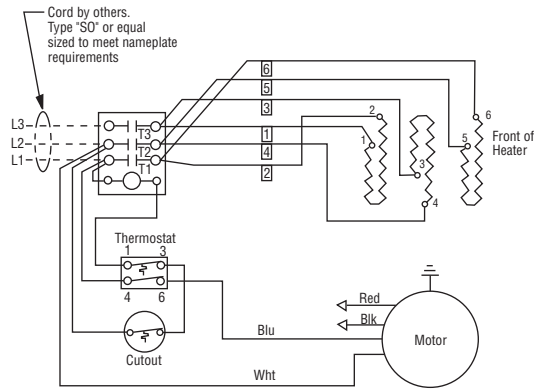 Cord by others.
Type "SO" or equal
sized to meet nameplate
requirements
6
5
3
1
4
2
L3
L2
L1
T3
T2
T1
2
1
3
4
5
6
Front of
Heater
Thermostat
1 3
4 6
Cutout
Red
Blk
Blu
Motor
Wht